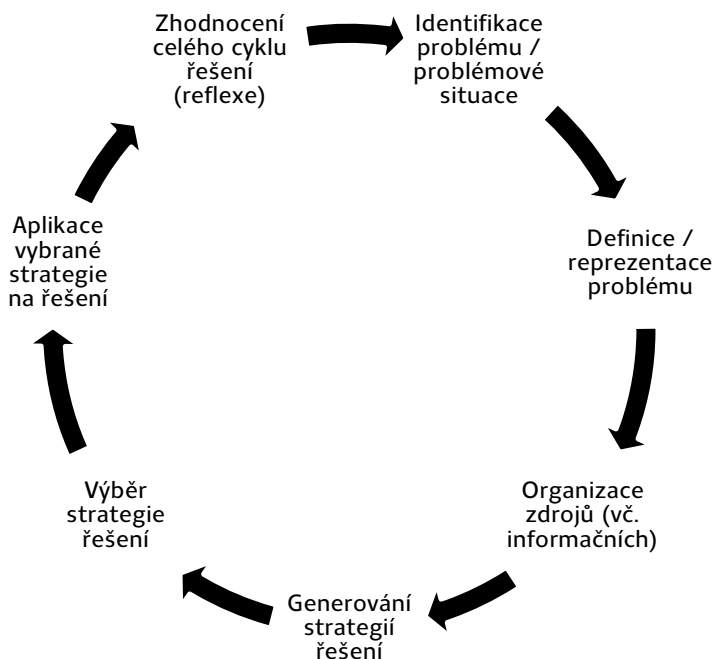 Zhodnocení
celého cyklu
řešení
(reflexe)
Identifikace
problému /
problémové
situace
Definice /
reprezentace
problému
Organizace
zdrojů (vč.
informačních)
Generování
strategií
řešení
Výběr
strategie
řešení
Aplikace
vybrané
strategie
na řešení